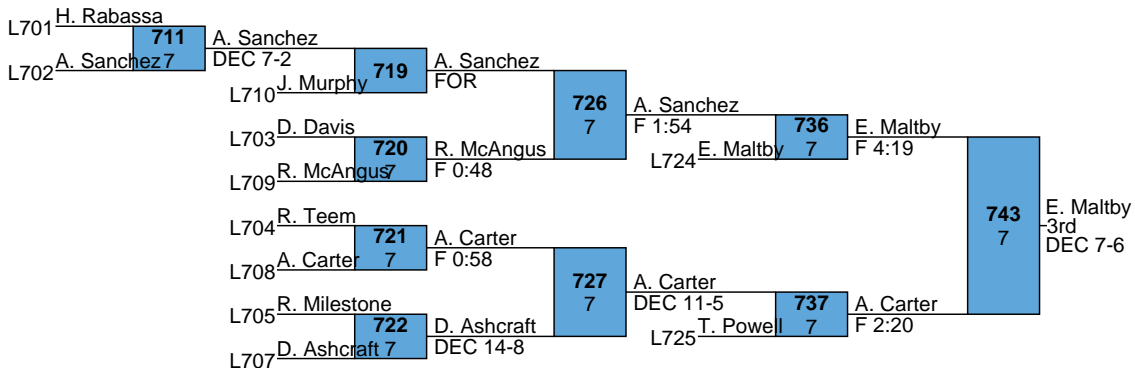 L701 H. Rabassa
711
7
L702 A. Sanchez
A. Sanchez
DEC 7-2
719
L710 J. Murphy
A. Sanchez
FOR
L703 D. Davis
720
7
L709 R. McAngus
R. McAngus
F 0:48
726
7
A. Sanchez
F 1:54
736
7
L724 E. Maltby
E. Maltby
F 4:19
L704 R. Teem
721
7
L708 A. Carter
A. Carter
F 0:58
L705 R. Milestone
722
7
L707 D. Ashcraft
D. Ashcraft
DEC 14-8
727
7
A. Carter
DEC 11-5
737
7
L725 T. Powell
A. Carter
F 2:20
743
7
E. Maltby
3rd
DEC 7-6